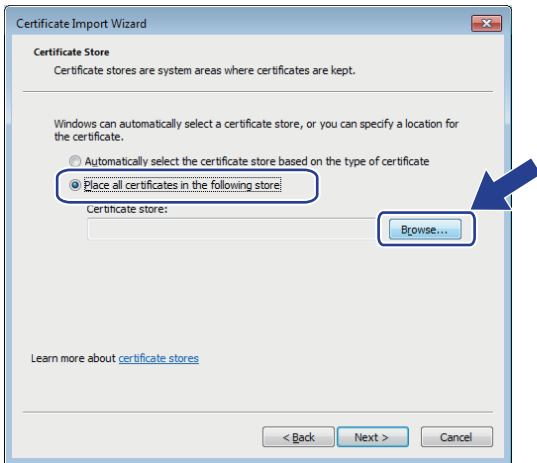 Certificate Import Wizard
Certificate Store
Certificate stores are system areas where certificates are kept.
Windows can automatically select a certificate store, or you can specify a location for
the certificate.
Automatically select the certificate store based on the type of certificate
Place all certificates in the following store
Certificate store:
Browse...
Learn more about certificate stores
< Back
Next >
Cancel